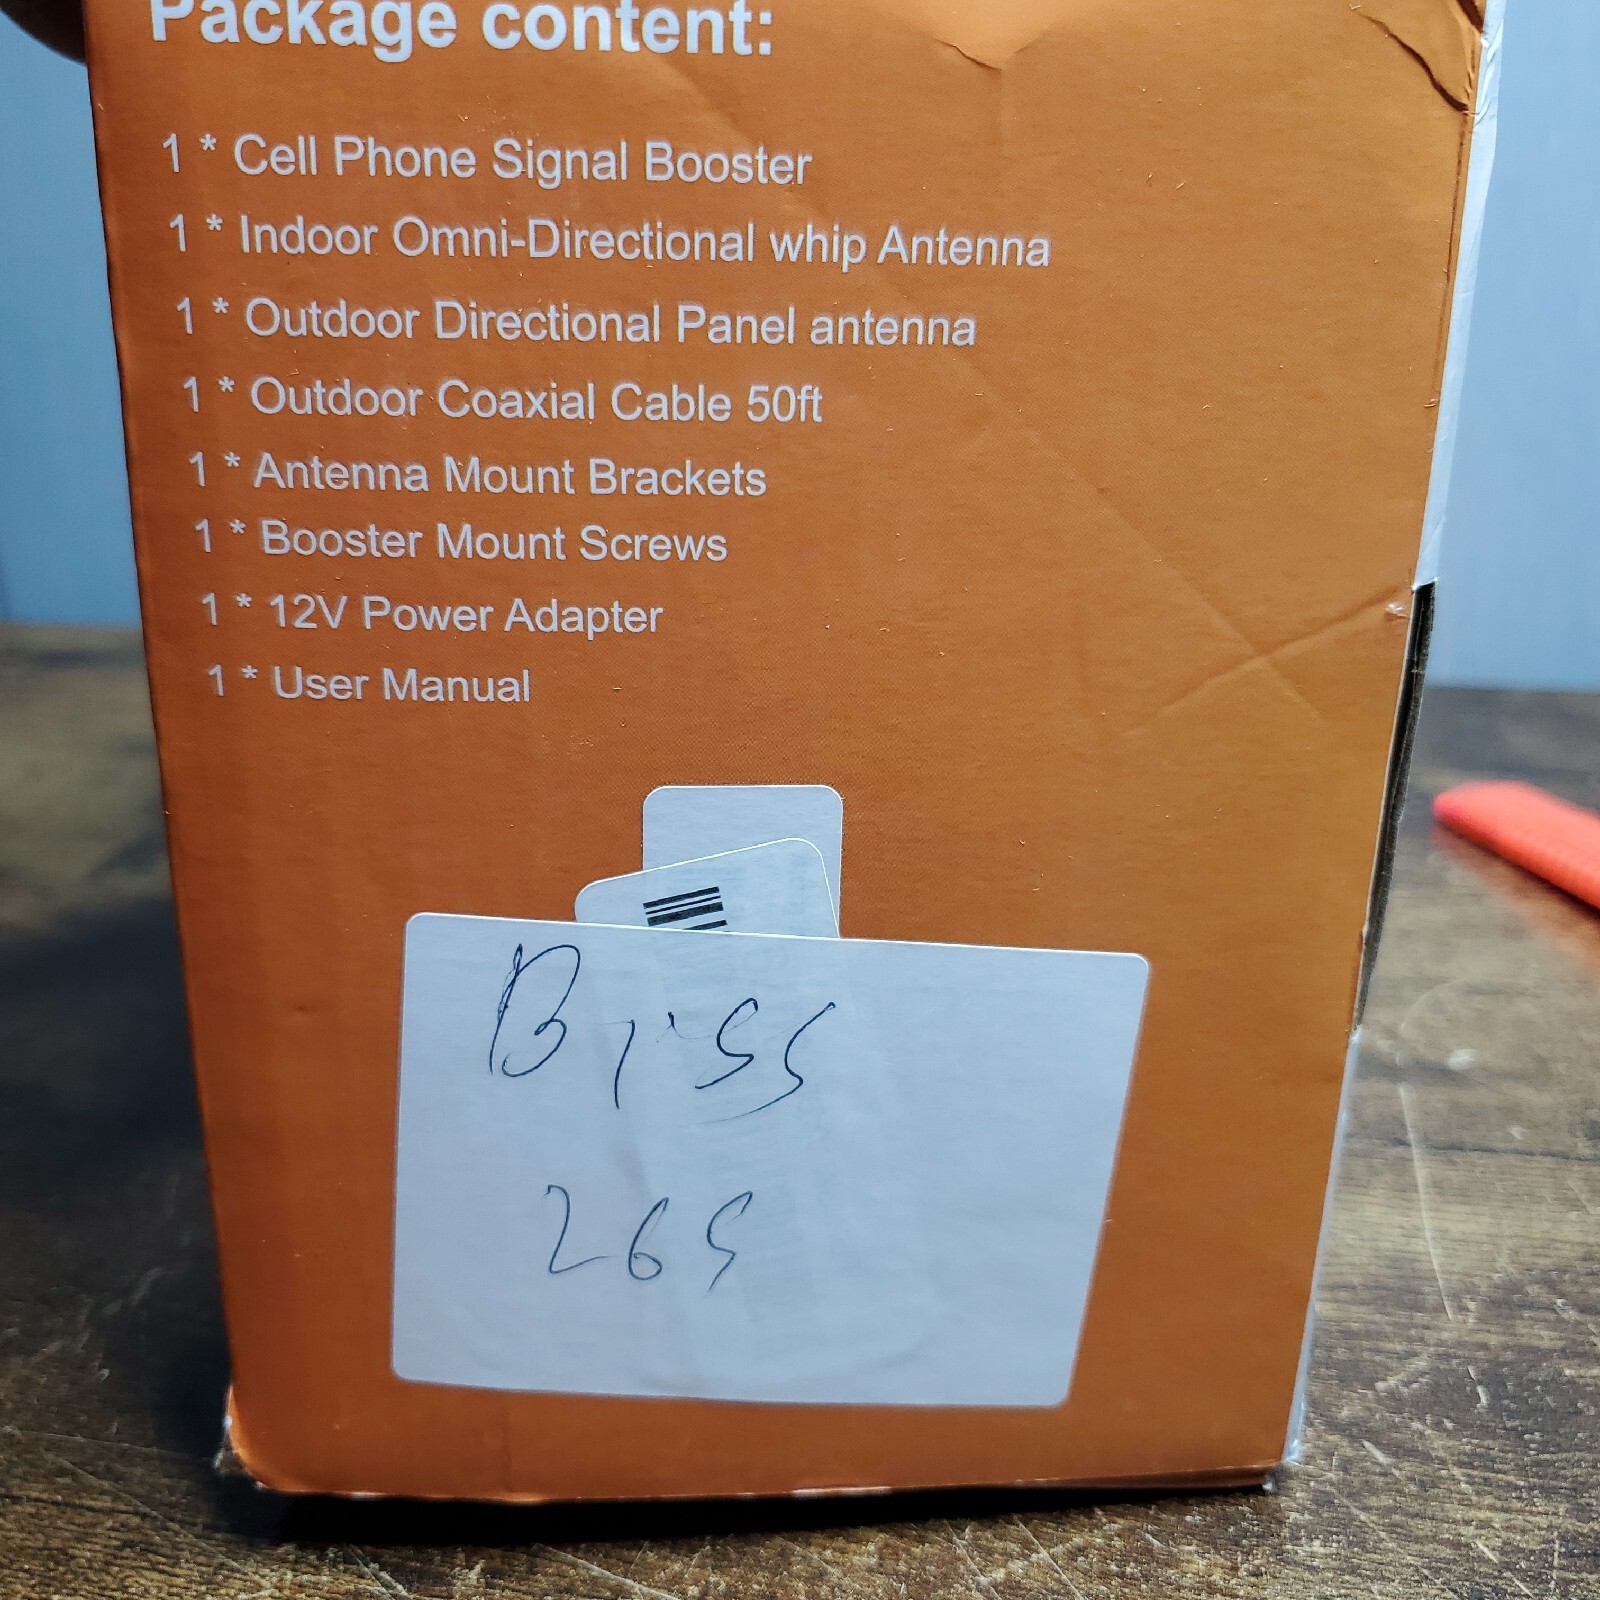 Package content:
1 * Cell Phone Signal Booster
1 * Indoor Omni-Directional whip Antenna
1 * Outdoor Directional Panel antenna
1 * Outdoor Coaxial Cable 50ft
1 * Antenna Mount Brackets
1 * Booster Mount Screws
1 * 12V Power Adapter
1 * User Manual
265